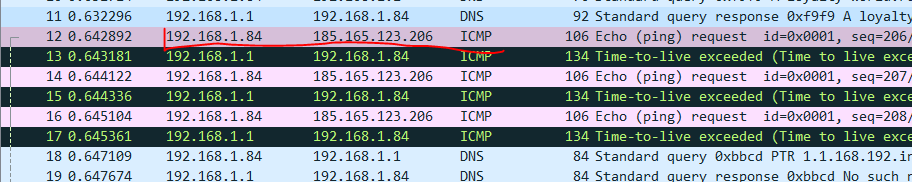 11 0.632296 192.168.1.1 192.168.1.84 DNS 92 Standard query response 0xf9f9 A loyalty
12 0.642892 192.168.1.84 185.165.123.206 ICMP 106 Echo (ping) request id=0x0001, seq=206/
13 0.643181 192.168.1.1 192.168.1.84 ICMP 134 Time-to-live exceeded (Time to live exce
14 0.644122 192.168.1.84 185.165.123.206 ICMP 106 Echo (ping) request id=0x0001, seq=207/
15 0.644336 192.168.1.1 192.168.1.84 ICMP 134 Time-to-live exceeded (Time to live exce
16 0.645104 192.168.1.84 185.165.123.206 ICMP 106 Echo (ping) request id=0x0001, seq=208/
17 0.645361 192.168.1.1 192.168.1.84 ICMP 134 Time-to-live exceeded (Time to live exce
18 0.647109 192.168.1.84 192.168.1.1 DNS 84 Standard query 0xbbcd PTR 1.1.168.192.in
19 0.647674 192.168.1.1 192.168.1.84 DNS 84 Standard query response 0xbbcd No such n